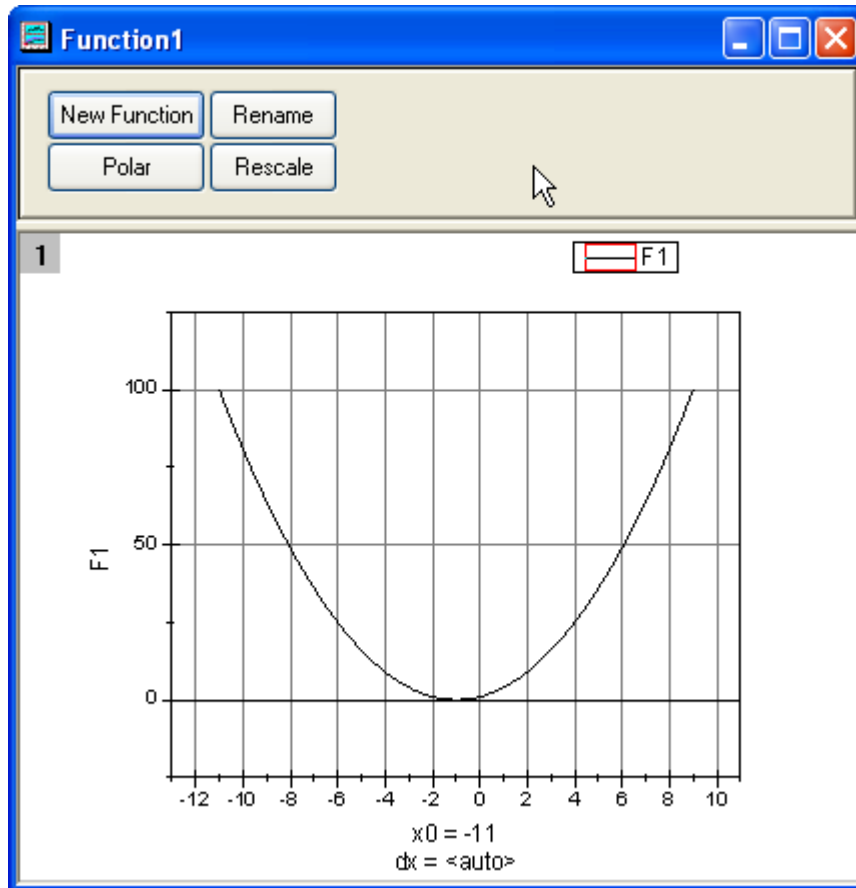 Function1
New Function Rename
Polar Rescale
1
F1
100
50
0
F1
-12 -10 -8 -6 -4 -2 0 2 4 6 8 10
x0 = -11
dx = <auto>